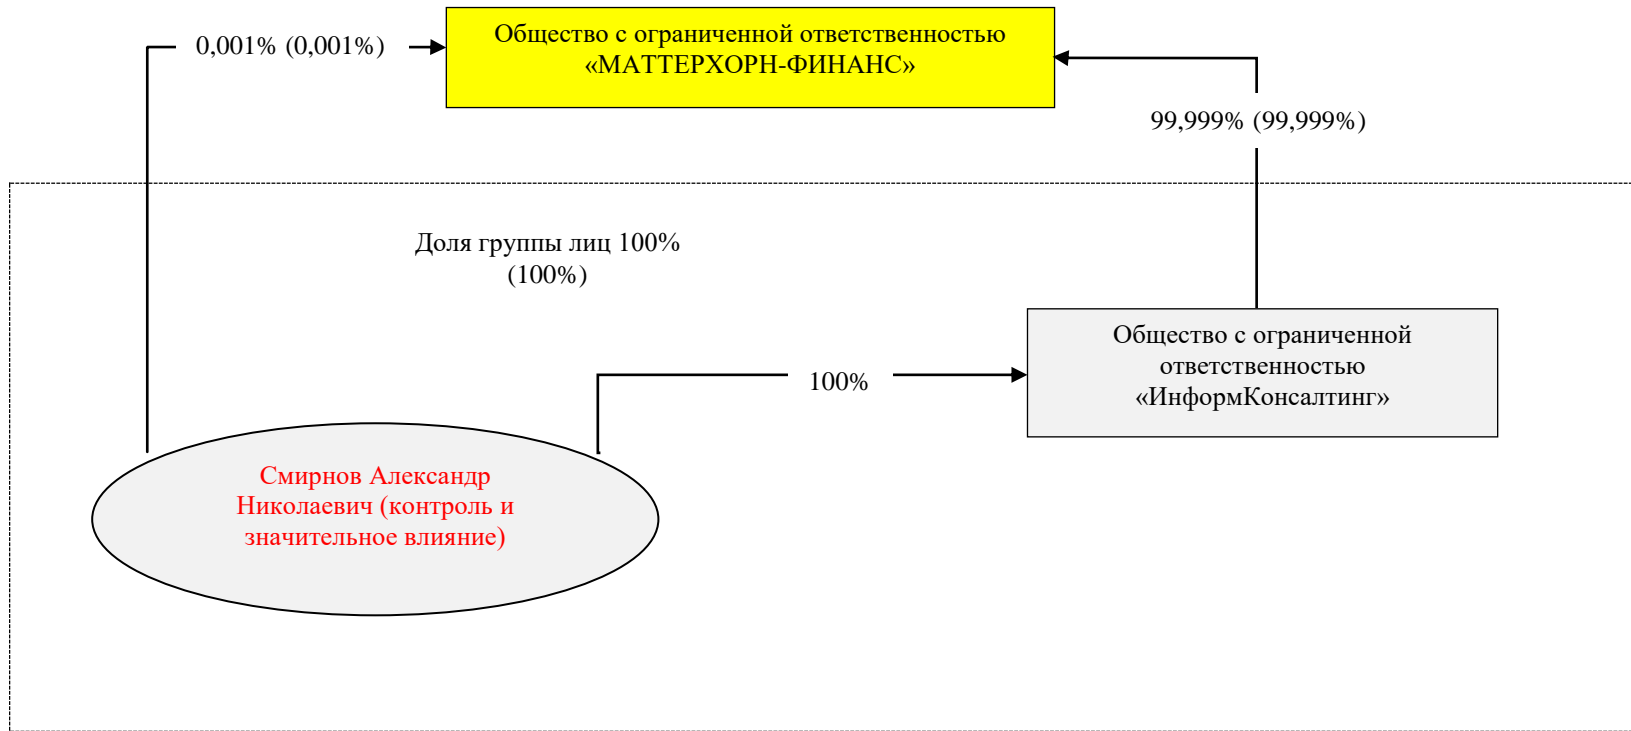 0,001% (0,001%)
Общество с ограниченной ответственностью
«МАТТЕРХОРН-ФИНАНС»
99,999% (99,999%)
Доля группы лиц 100%
(100%)
Общество с ограниченной
ответственностью
«ИнформКонсалтинг»
100%
Смирнов Александр
Николаевич (контроль и
значительное влияние)